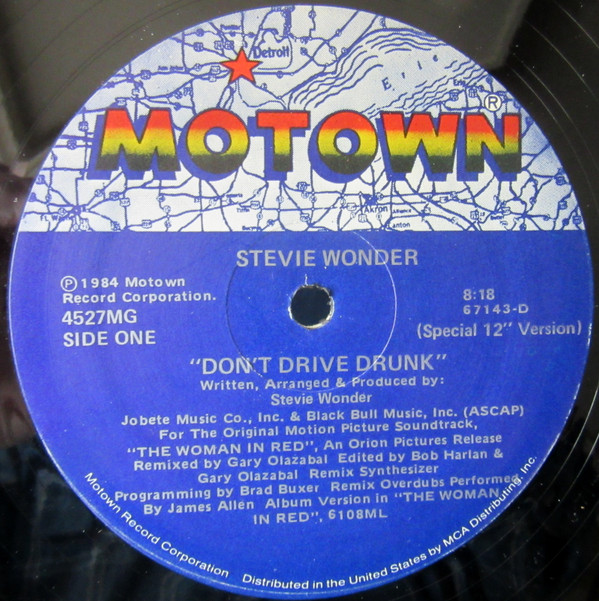 Detroit
Erie
MOTOWN®
Akron
Canton
STEVIE WONDER
℗ 1984 Motown
Record Corporation.
4527MG
SIDE ONE
8:18
67143-D
(Special 12" Version)
"DON'T DRIVE DRUNK"
Written, Arranged & Produced by:
Stevie Wonder
Jobete Music Co., Inc. & Black Bull Music, Inc. (ASCAP)
For The Original Motion Picture Soundtrack,
"THE WOMAN IN RED", An Orion Pictures Release
Remixed by Gary Olazabal Edited by Bob Harlan &
Gary Olazabal Remix Synthesizer
Programming by Brad Buxer Remix Overdubs Performed
By James Allen Album Version in "THE WOMAN
IN RED", 6108ML
Motown Record Corporation Distributed in the United States by MCA Distributing, Inc.